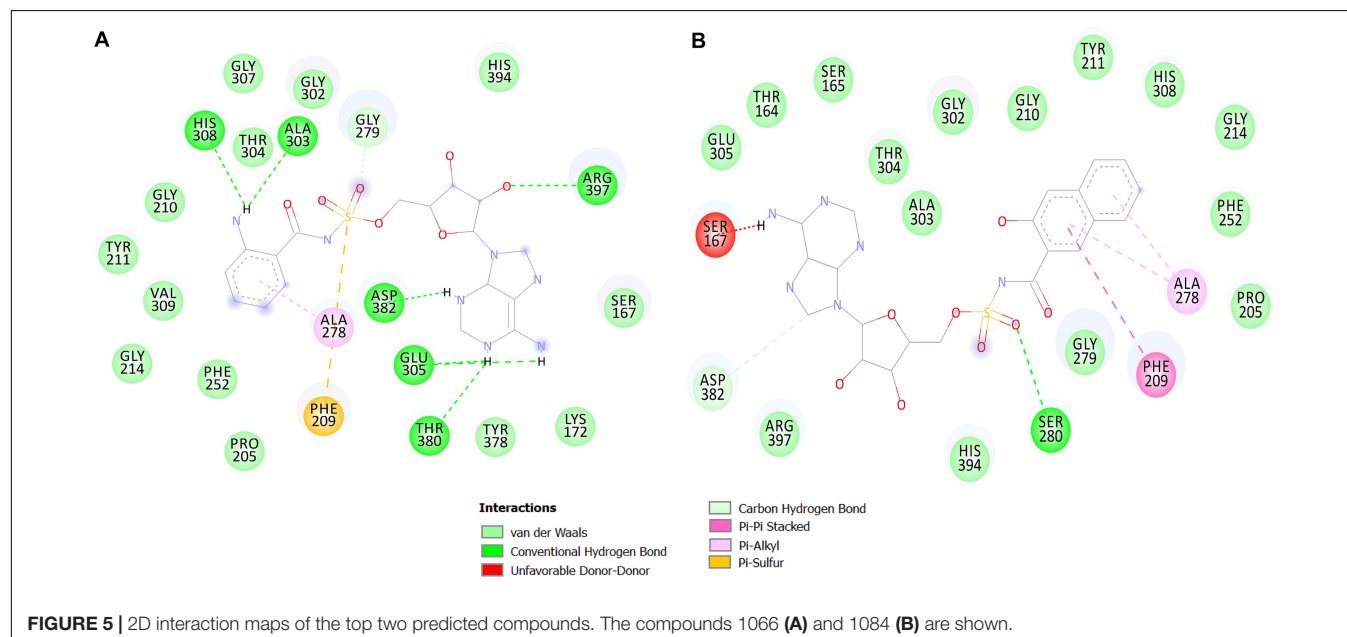 A
GLY
307
GLY
302
HIS
394
HIS
308
ALA
303
GLY
279
THR
304
ARG
397
GLY
210
TYR
211
VAL
309
ASP
382
SER
167
ALA
278
GLY
214
PHE
252
GLU
305
PHE
209
PRO
205
THR
380
TYR
378
LYS
172
H
N
O
O
N
S
O
O
O
O
O
N
N
N
H
N
N
H
H
N
B
TYR
211
SER
165
HIS
308
THR
164
GLY
302
GLY
210
GLY
214
GLU
305
THR
304
ALA
303
PHE
252
SER
167
ALA
278
PRO
205
GLY
279
PHE
209
ASP
382
ARG
397
SER
280
HIS
394
N
H
N
N
N
N
O
O
O
O
O
S
O
O
N
O
O
Interactions
van der Waals
Conventional Hydrogen Bond
Unfavorable Donor-Donor
Carbon Hydrogen Bond
Pi-Pi Stacked
Pi-Alkyl
Pi-Sulfur
FIGURE 5 | 2D interaction maps of the top two predicted compounds. The compounds 1066 (A) and 1084 (B) are shown.